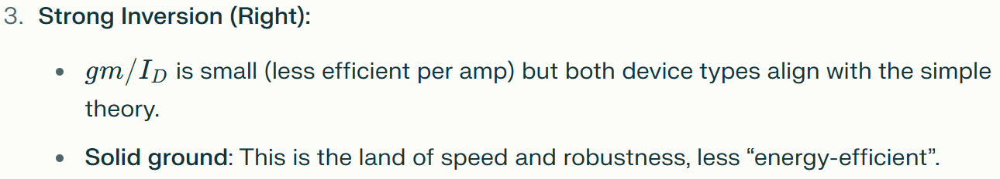 3. Strong Inversion (Right):
• gm/I_D is small (less efficient per amp) but both device types align with the simple
theory.
• Solid ground: This is the land of speed and robustness, less “energy-efficient”.